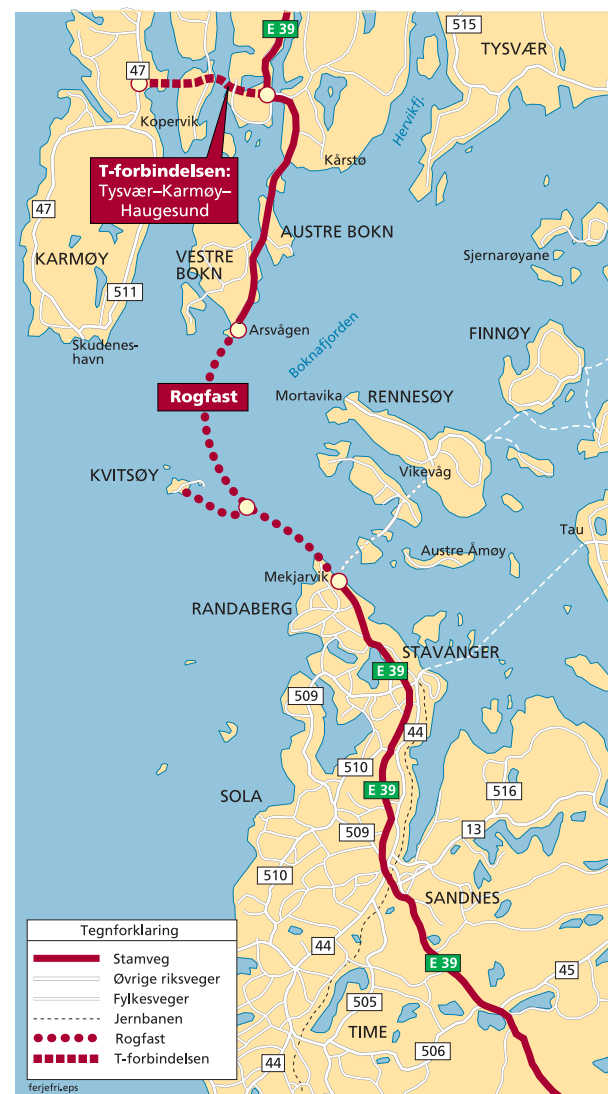 E 39
515
TYSVÆR
47
Kopervik
Hervikfj.
Kårstø
T-forbindelsen:
Tysvær–Karmøy–
Haugesund
47
AUSTRE BOKN
KARMØY
VESTRE
BOKN
Sjernarøyane
511
Arsvågen
FINNØY
Skudenes-
havn
Boknafjorden
Rogfast
Mortavika
RENNESØY
KVITSØY
Vikevåg
Tau
Austre Åmøy
Mekjarvik
RANDABERG
STAVANGER
E 39
509
44
510
SOLA
E 39
516
509
13
510
SANDNES
Tegnforklaring
Stamveg
Øvrige riksveger
Fylkesveger
Jernbanen
Rogfast
T-forbindelsen
44
E 39
45
505
TIME
506
44
ferjefri.eps